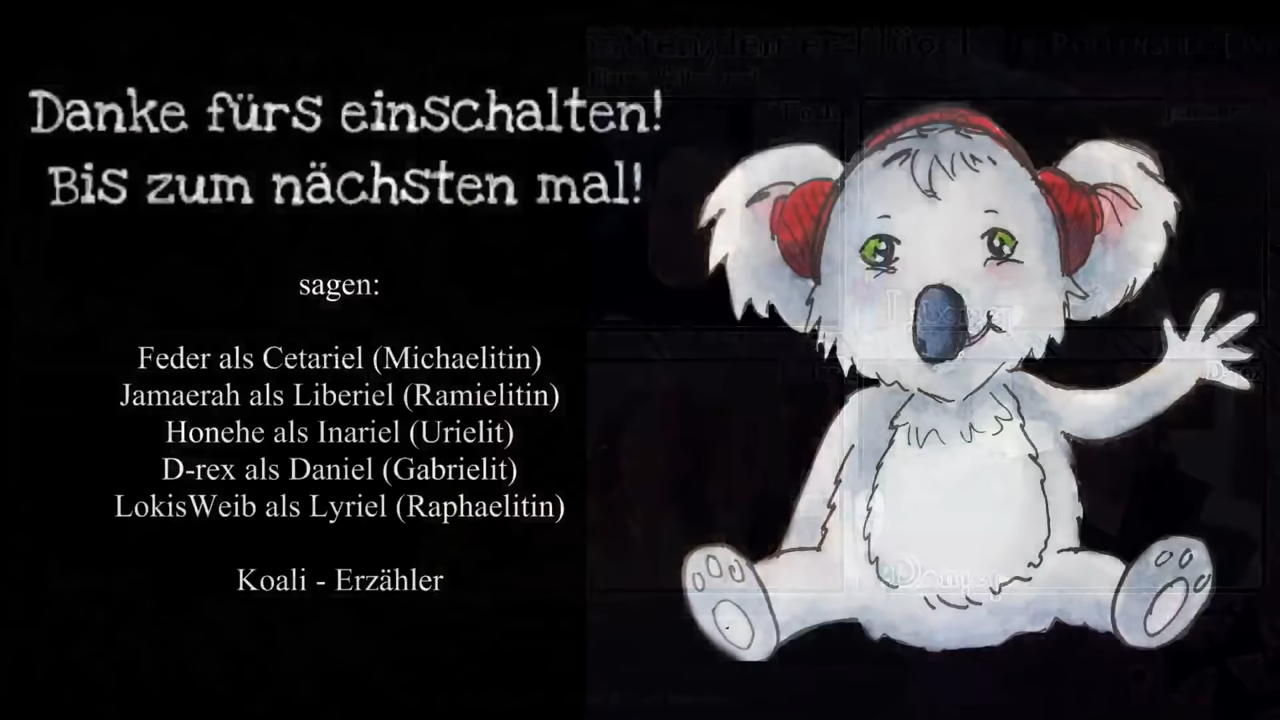 Danke fürs einschalten!
Bis zum nächsten mal!
sagen:
Feder als Cetariel (Michaelitin)
Jamaerah als Liberiel (Ramielitin)
Honehe als Inariel (Urielit)
D-rex als Daniel (Gabrielit)
LokisWeib als Lyriel (Raphaelitin)
Koali - Erzähler